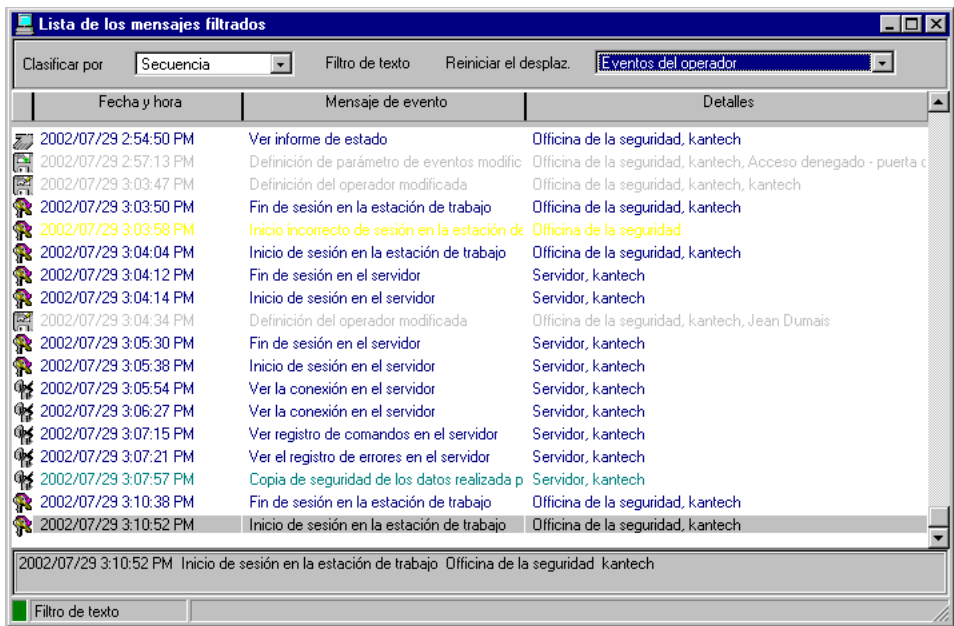 Lista de los mensajes filtrados
Clasificar por Secuencia Filtro de texto Reiniciar el desplaz. Eventos del operador
Fecha y hora Mensaje de evento Detalles
2002/07/29 2:54:50 PM Ver informe de estado Officina de la seguridad, kantech
2002/07/29 2:57:13 PM Definición de parámetro de eventos modific Officina de la seguridad, kantech, Acceso denegado - puerta c
2002/07/29 3:03:47 PM Definición del operador modificada Officina de la seguridad, kantech, kantech
2002/07/29 3:03:50 PM Fin de sesión en la estación de trabajo Officina de la seguridad, kantech
2002/07/29 3:03:58 PM Inicio incorrecto de sesión en la estación de Officina de la seguridad
2002/07/29 3:04:04 PM Inicio de sesión en la estación de trabajo Officina de la seguridad, kantech
2002/07/29 3:04:12 PM Fin de sesión en el servidor Servidor, kantech
2002/07/29 3:04:14 PM Inicio de sesión en el servidor Servidor, kantech
2002/07/29 3:04:34 PM Definición del operador modificada Officina de la seguridad, kantech, Jean Dumais
2002/07/29 3:05:30 PM Fin de sesión en el servidor Servidor, kantech
2002/07/29 3:05:38 PM Inicio de sesión en el servidor Servidor, kantech
2002/07/29 3:05:54 PM Ver la conexión en el servidor Servidor, kantech
2002/07/29 3:06:27 PM Ver la conexión en el servidor Servidor, kantech
2002/07/29 3:07:15 PM Ver registro de comandos en el servidor Servidor, kantech
2002/07/29 3:07:21 PM Ver el registro de errores en el servidor Servidor, kantech
2002/07/29 3:07:57 PM Copia de seguridad de los datos realizada p Servidor, kantech
2002/07/29 3:10:38 PM Fin de sesión en la estación de trabajo Officina de la seguridad, kantech
2002/07/29 3:10:52 PM Inicio de sesión en la estación de trabajo Officina de la seguridad, kantech
2002/07/29 3:10:52 PM Inicio de sesión en la estación de trabajo Officina de la seguridad kantech
Filtro de texto